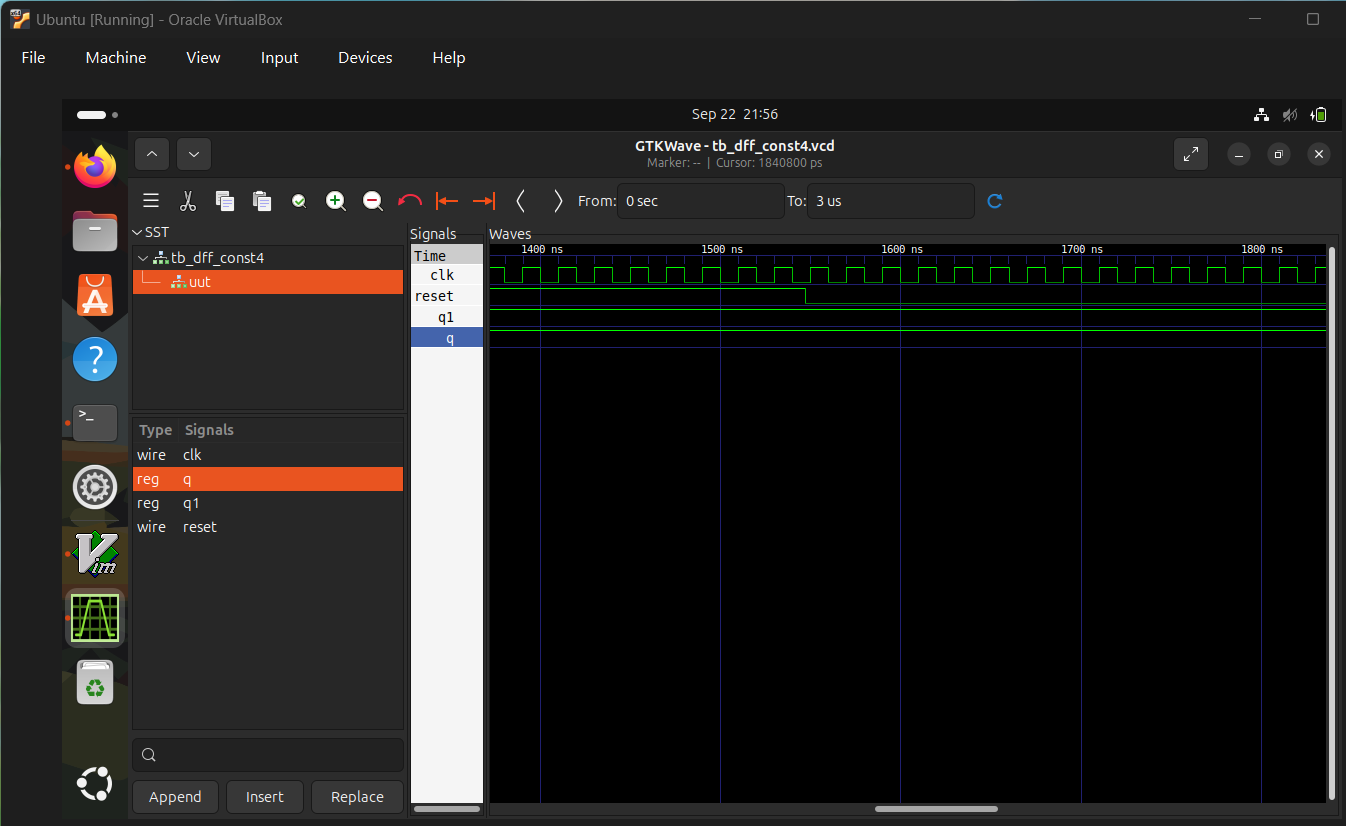 Ubuntu [Running] - Oracle VirtualBox
File Machine View Input Devices Help
Sep 22 21:56
GTKWave - tb_dff_const4.vcd
Marker: -- | Cursor: 1840800 ps
From: 0 sec To: 3 us
SST
tb_dff_const4
uut
Type Signals
wire clk
reg q
reg q1
wire reset
Append Insert Replace
Signals
Time
clk
reset
q1
q
Waves
1400 ns 1500 ns 1600 ns 1700 ns 1800 ns
>_
?
Vim